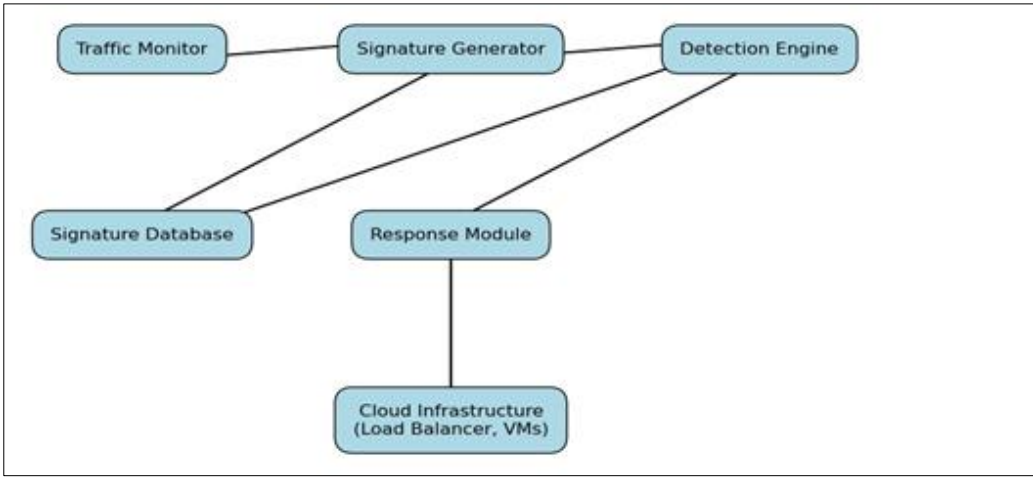 Traffic Monitor
Signature Generator
Detection Engine
Signature Database
Response Module
Cloud Infrastructure
(Load Balancer, VMs)